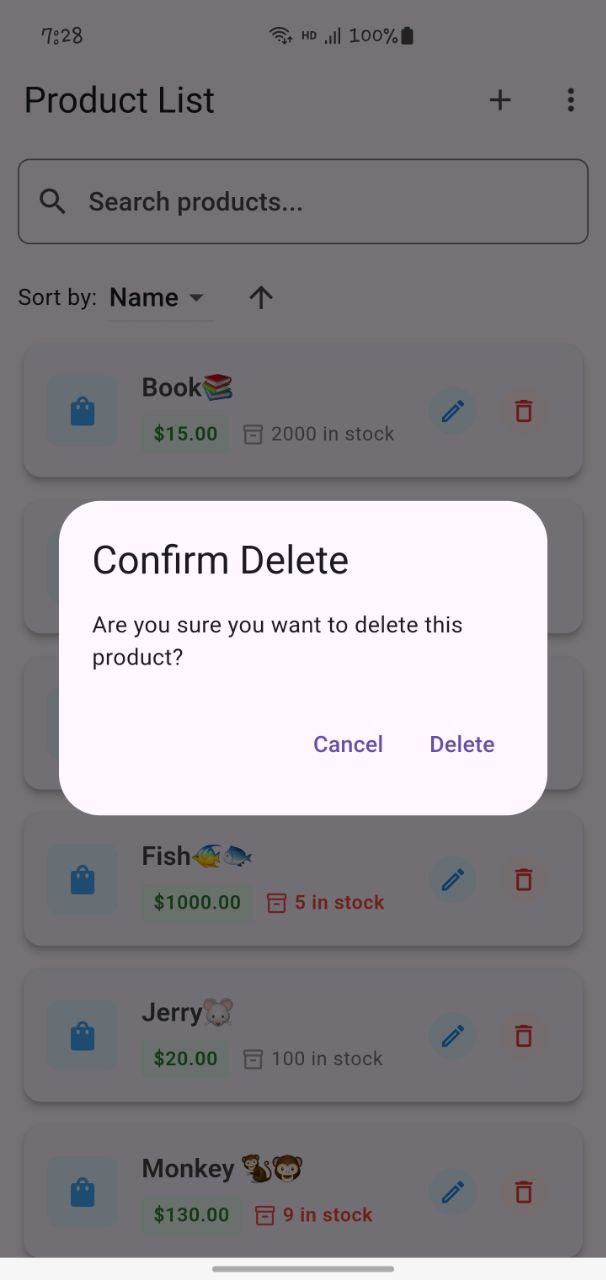 7:28 HD 100%
Product List
Search products...
Sort by: Name
Book📚
$15.00 2000 in stock
Confirm Delete
Are you sure you want to delete this
product?
Cancel Delete
Fish🐠🐟
$1000.00 5 in stock
Jerry🐭
$20.00 100 in stock
Monkey 🐒🐵
$130.00 9 in stock